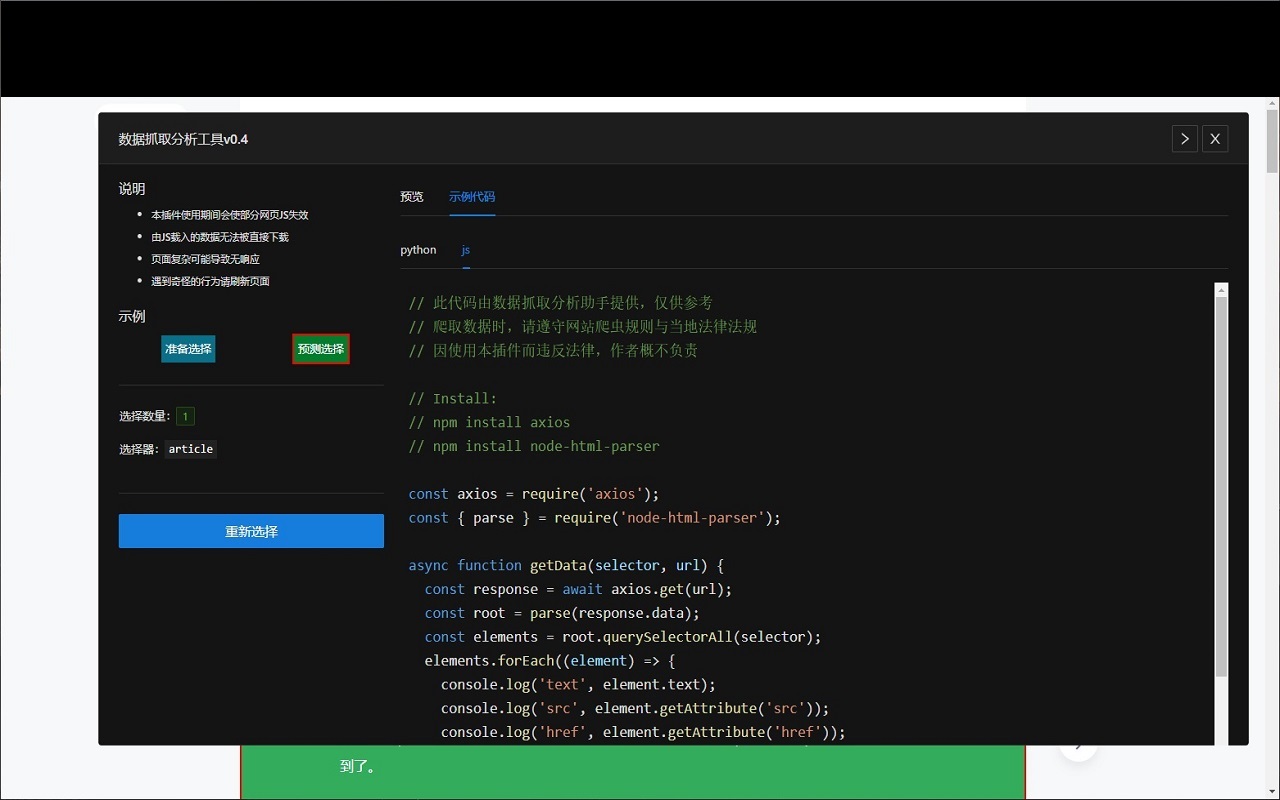 数据抓取分析工具v0.4
X
说明
本插件使用期间会使部分网页JS失效
由JS载入的数据无法被直接下载
页面复杂可能导致无响应
遇到奇怪的行为请刷新页面
示例
准备选择 预测选择
选择数量: 1
选择器: article
重新选择
预览 示例代码
python js
// 此代码由数据抓取分析助手提供，仅供参考
// 爬取数据时，请遵守网站爬虫规则与当地法律法规
// 因使用本插件而违反法律，作者概不负责
// Install:
// npm install axios
// npm install node-html-parser
const axios = require('axios');
const { parse } = require('node-html-parser');
async function getData(selector, url) {
const response = await axios.get(url);
const root = parse(response.data);
const elements = root.querySelectorAll(selector);
elements.forEach((element) => {
console.log('text', element.text);
console.log('src', element.getAttribute('src'));
console.log('href', element.getAttribute('href'));
到了。